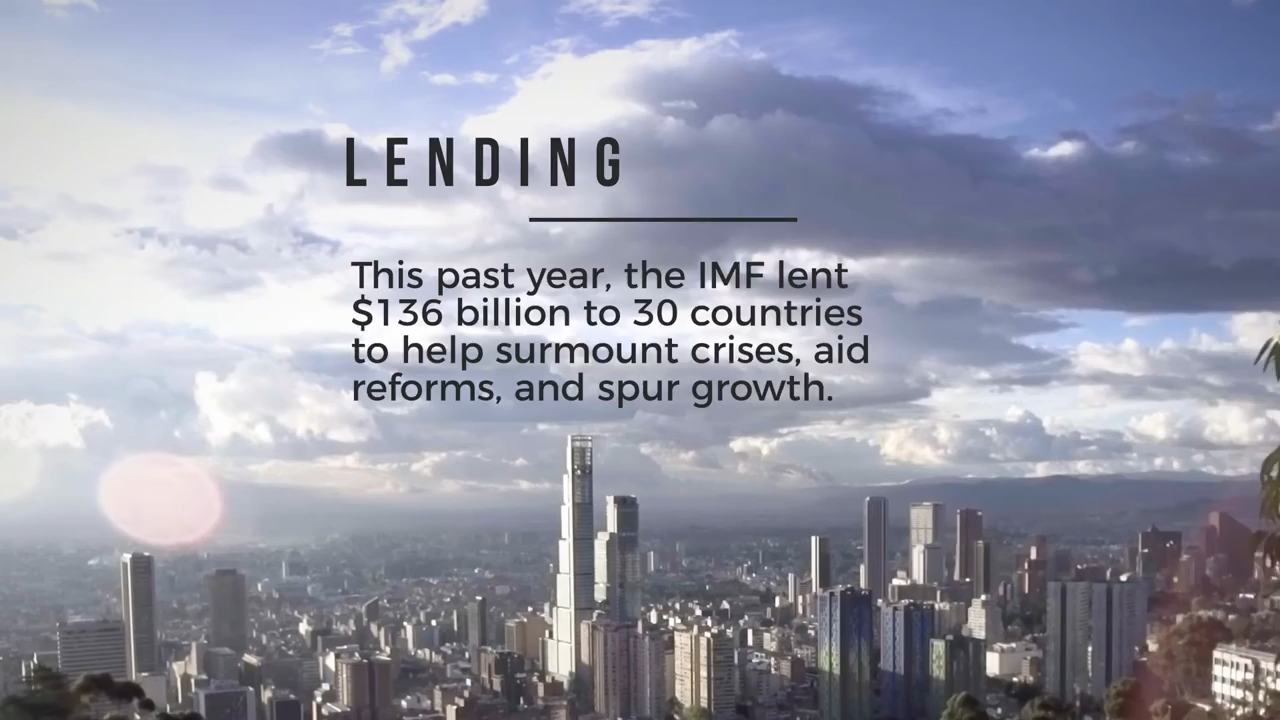 LENDING
This past year, the IMF lent
$136 billion to 30 countries
to help surmount crises, aid
reforms, and spur growth.